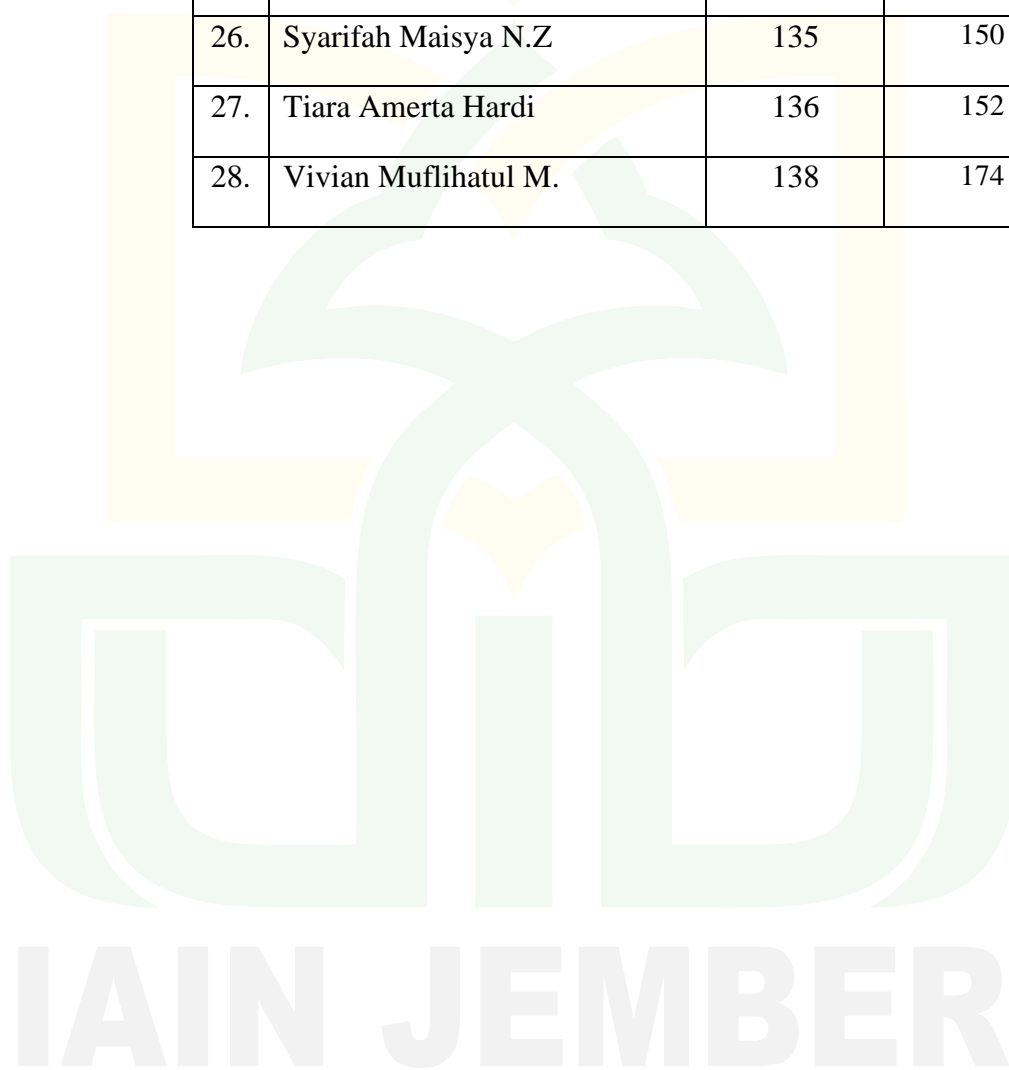 26. Syarifah Maisya N.Z 135 150
27. Tiara Amerta Hardi 136 152
28. Vivian Muflihatul M. 138 174
IAIN JEMBER